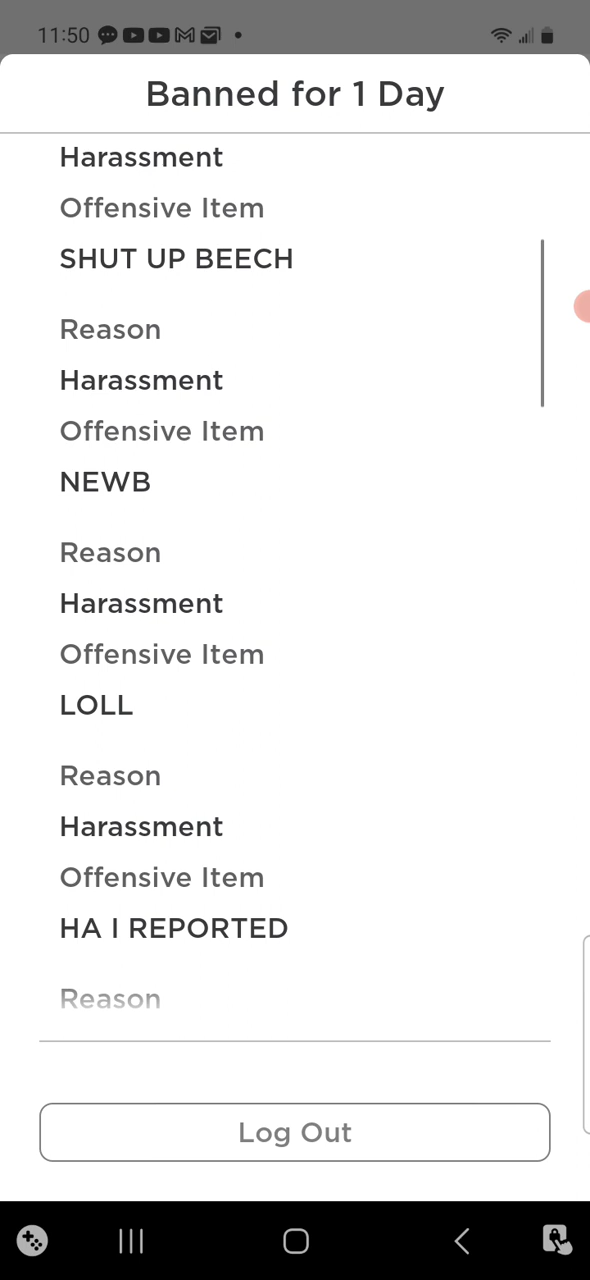 11:50
Banned for 1 Day
Harassment
Offensive Item
SHUT UP BEECH
Reason
Harassment
Offensive Item
NEWB
Reason
Harassment
Offensive Item
LOLL
Reason
Harassment
Offensive Item
HA I REPORTED
Reason
Log Out